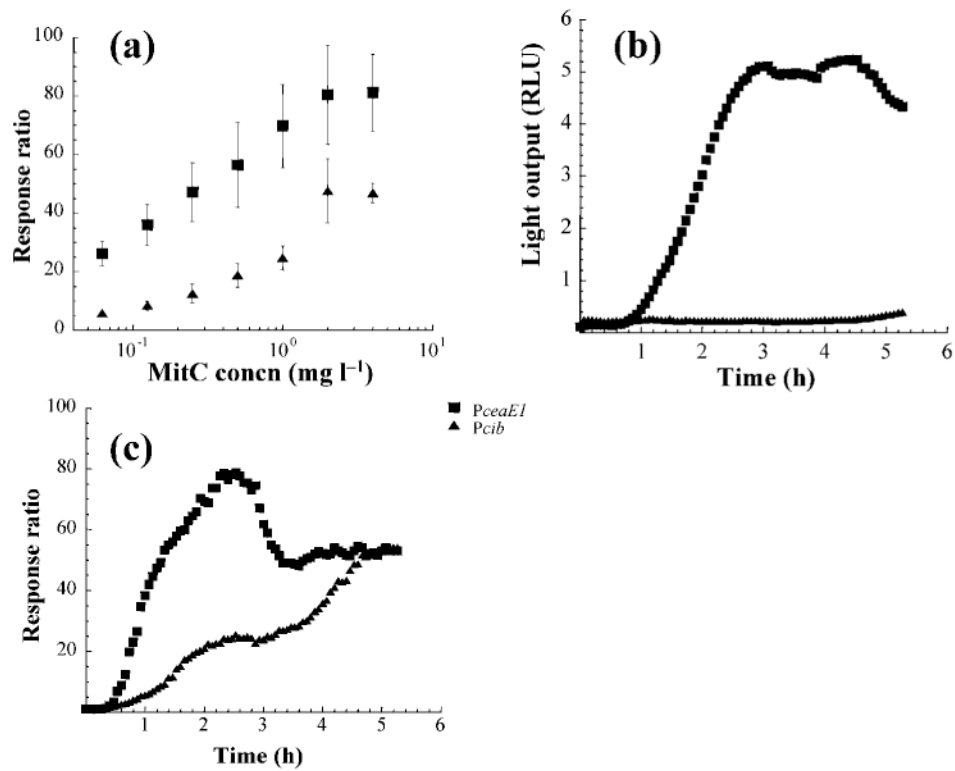 (a)
100
80
60
40
20
0
Response ratio
10⁻¹
10⁰
10¹
MitC concn (mg l⁻¹)
(b)
6
5
4
3
2
1
Light output (RLU)
1
2
3
4
5
6
Time (h)
PceaE1
Pcib
(c)
100
80
60
40
20
Response ratio
1
2
3
4
5
6
Time (h)